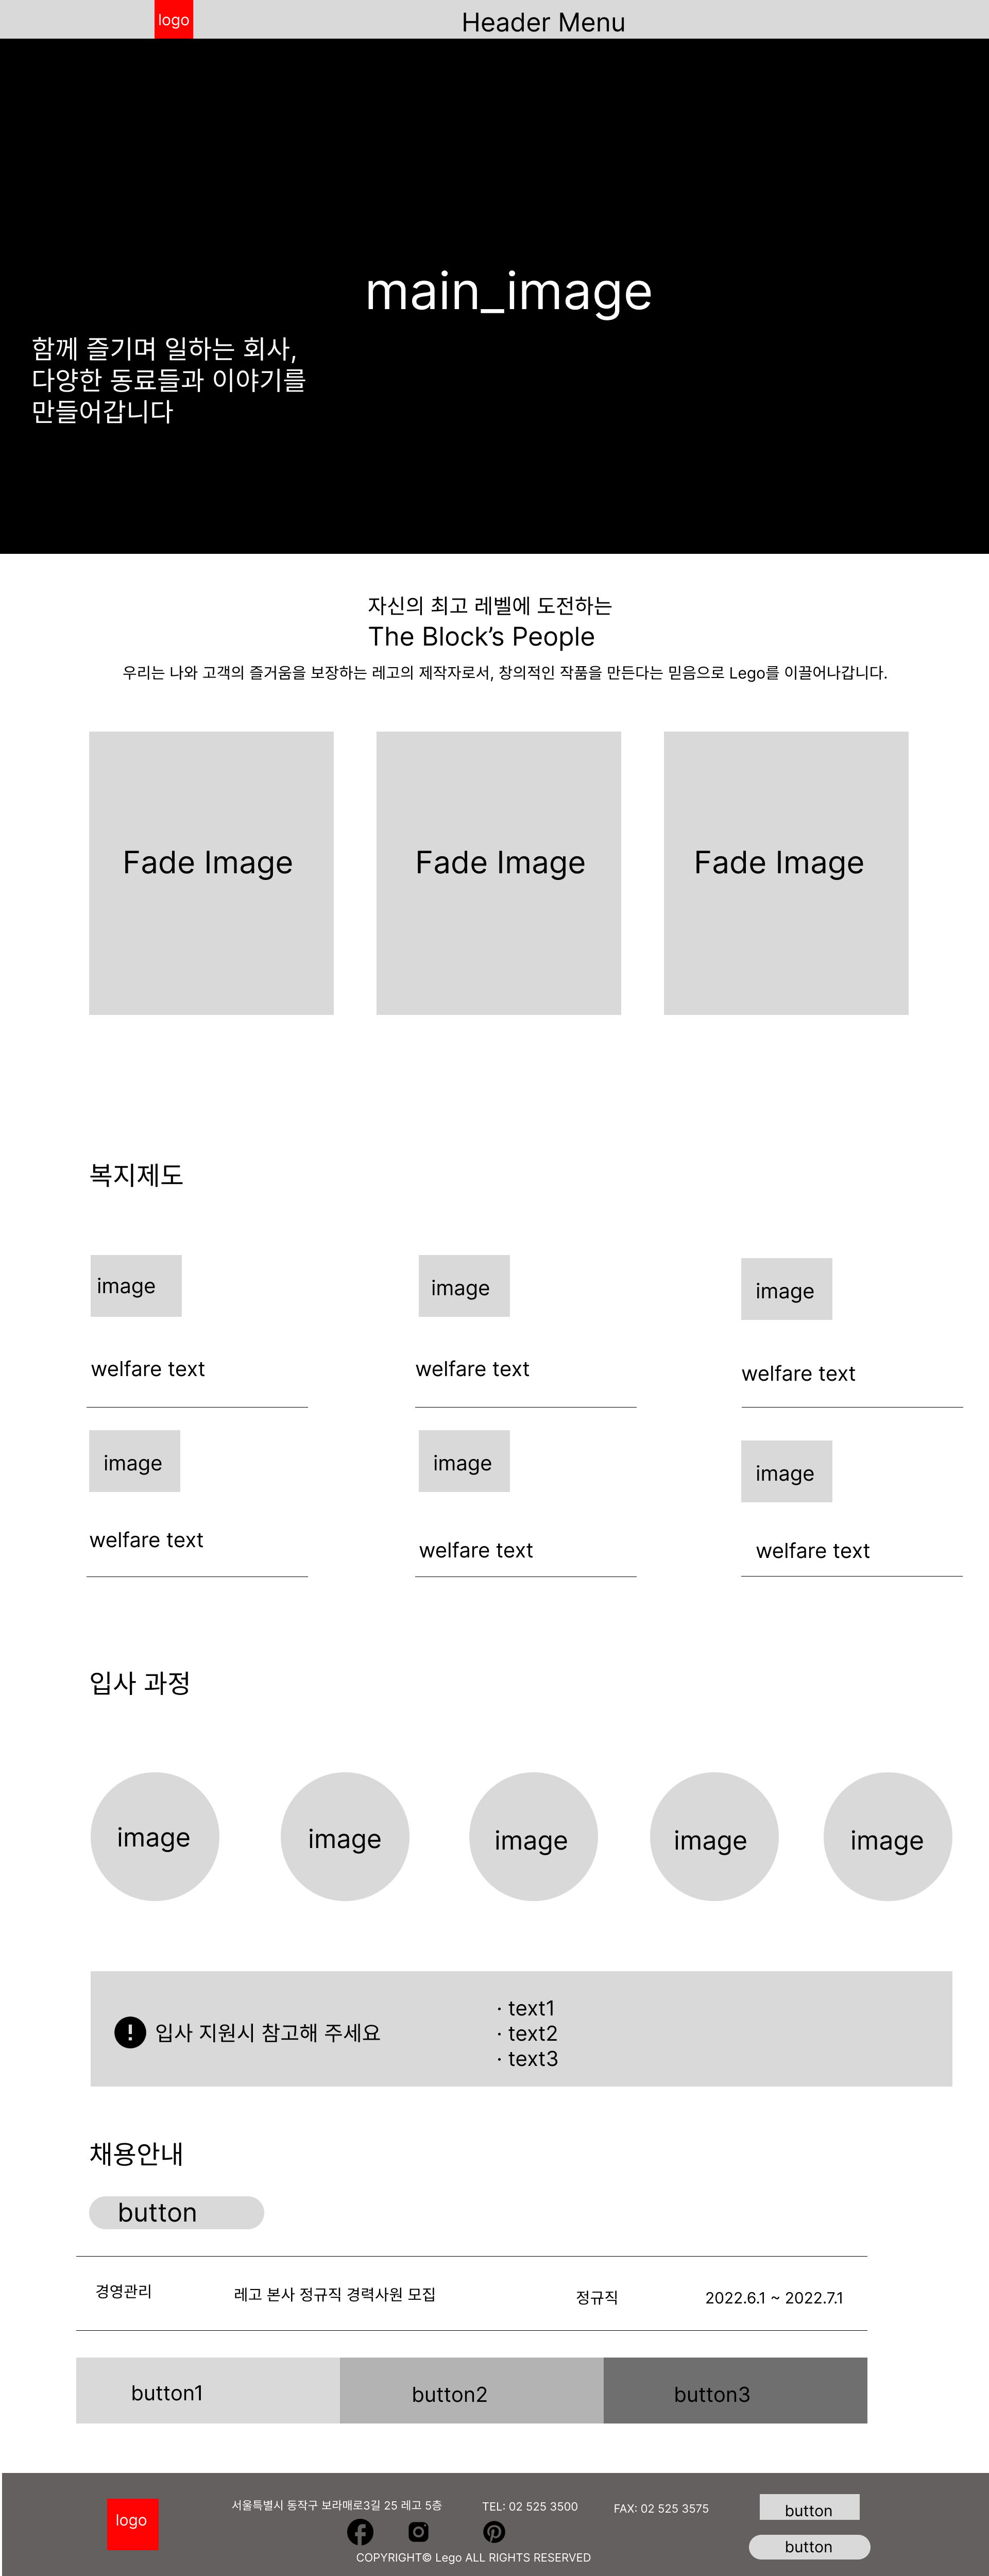 logo
Header Menu
main_image
함께 즐기며 일하는 회사,
다양한 동료들과 이야기를
만들어갑니다
자신의 최고 레벨에 도전하는
The Block’s People
우리는 나와 고객의 즐거움을 보장하는 레고의 제작자로서, 창의적인 작품을 만든다는 믿음으로 Lego를 이끌어나갑니다.
Fade Image
Fade Image
Fade Image
복지제도
image
image
image
welfare text
welfare text
welfare text
image
image
image
welfare text
welfare text
welfare text
입사 과정
image
image
image
image
image
입사 지원시 참고해 주세요
· text1
· text2
· text3
채용안내
button
경영관리
레고 본사 정규직 경력사원 모집
정규직
2022.6.1 ~ 2022.7.1
button1
button2
button3
logo
서울특별시 동작구 보라매로3길 25 레고 5층
TEL: 02 525 3500
FAX: 02 525 3575
COPYRIGHT© Lego ALL RIGHTS RESERVED
button
button